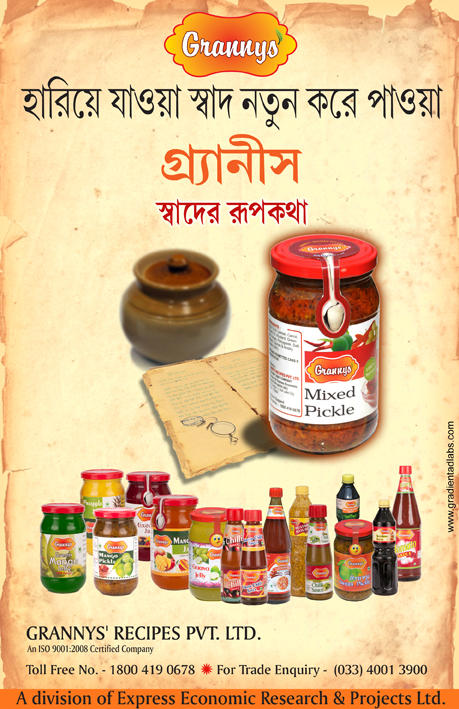 Grannys
হারিয়ে যাওয়া স্বাদ নতুন করে পাওয়া
গ্র্যানীস
স্বাদের রূপকথা
Grannys
Mixed
Pickle
www.gradientadlabs.com
GRANNYS' RECIPES PVT. LTD.
An ISO 9001:2008 Certified Company
Toll Free No. - 1800 419 0678 ✹ For Trade Enquiry - (033) 4001 3900
A division of Express Economic Research & Projects Ltd.